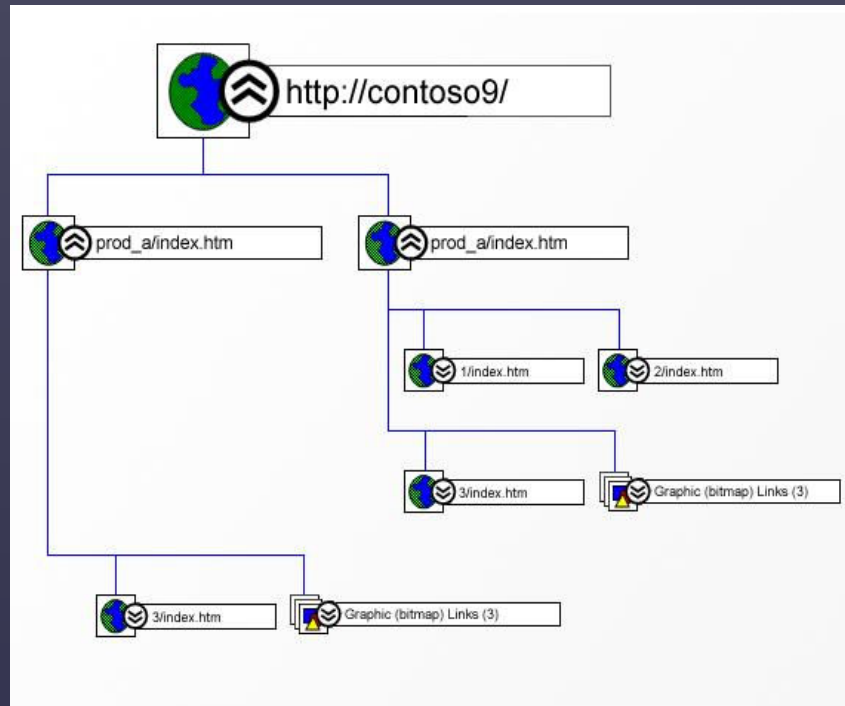 http://contoso9/
prod_a/index.htm
prod_a/index.htm
1/index.htm
2/index.htm
3/index.htm
Graphic (bitmap) Links (3)
3/index.htm
Graphic (bitmap) Links (3)